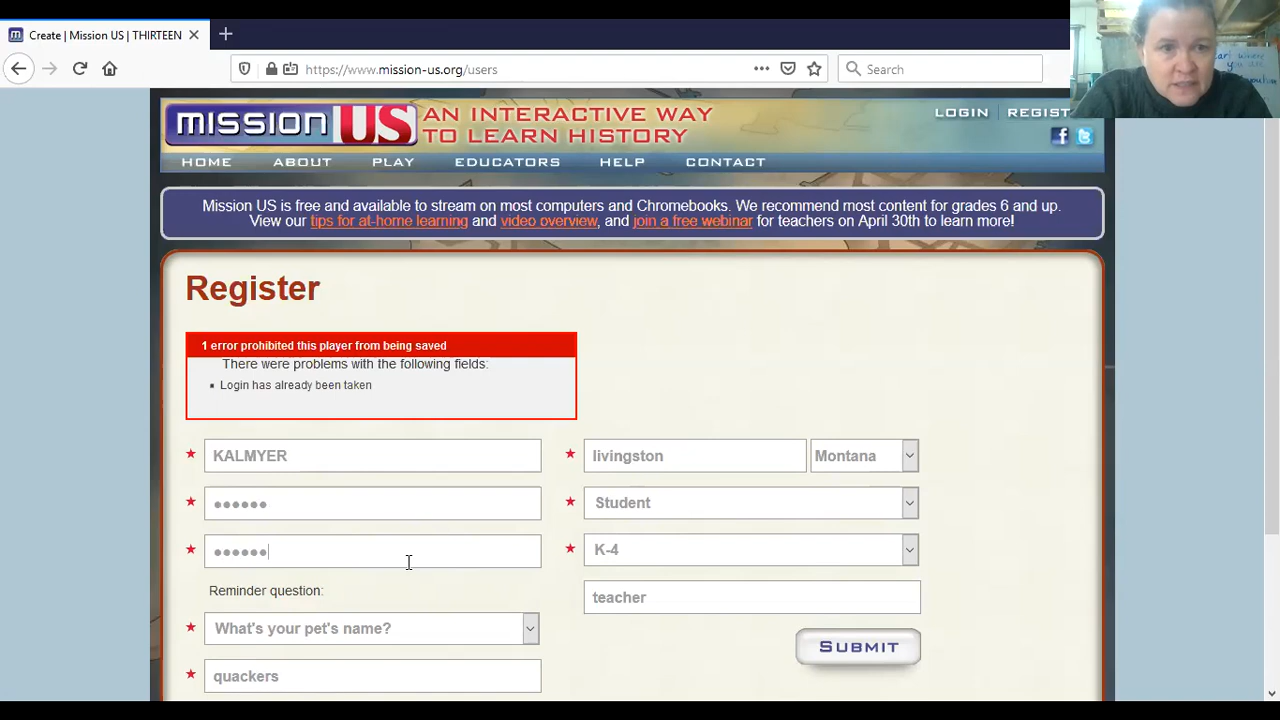 Create | Mission US | THIRTEEN
https://www.mission-us.org/users
Search
MISSION US
AN INTERACTIVE WAY
TO LEARN HISTORY
LOGIN REGIST
HOME ABOUT PLAY EDUCATORS HELP CONTACT
Mission US is free and available to stream on most computers and Chromebooks. We recommend most content for grades 6 and up.
View our tips for at-home learning and video overview, and join a free webinar for teachers on April 30th to learn more!
Register
1 error prohibited this player from being saved
There were problems with the following fields:
Login has already been taken
KALMYER
livingston Montana
Student
K-4
Reminder question:
teacher
What's your pet's name?
SUBMIT
quackers